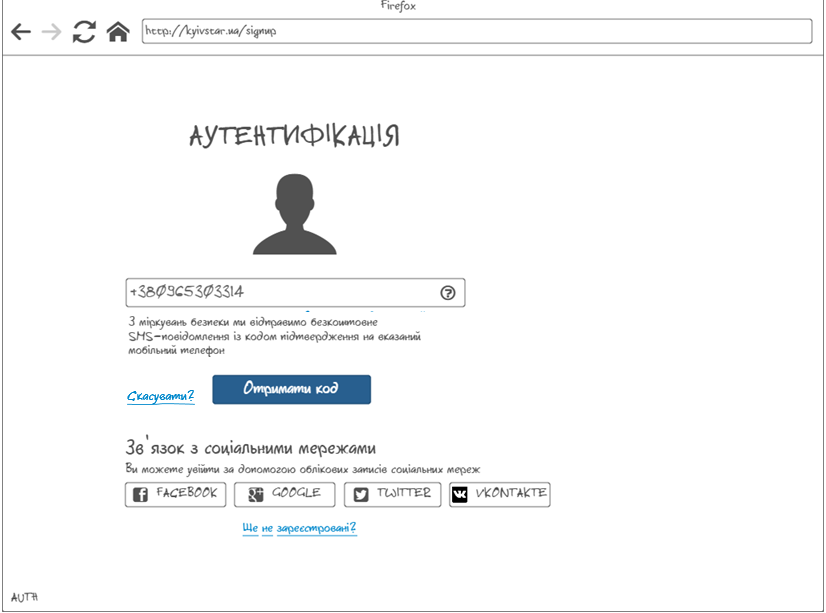 Firefox
http://kyivstar.ua/signup
АУТЕНТИФІКАЦІЯ
+380965303314
?
З міркувань безпеки ми відправимо безкоштовне
SMS-повідомлення із кодом підтвердження на вказаний
мобільний телефон
Скасувати?
Отримати код
Зв'язок з соціальними мережами
Ви можете увійти за допомогою облікових записів соціальних мереж
FACEBOOK GOOGLE TWITTER VKONTAKTE
Ще не зареєстровані?
AUTH